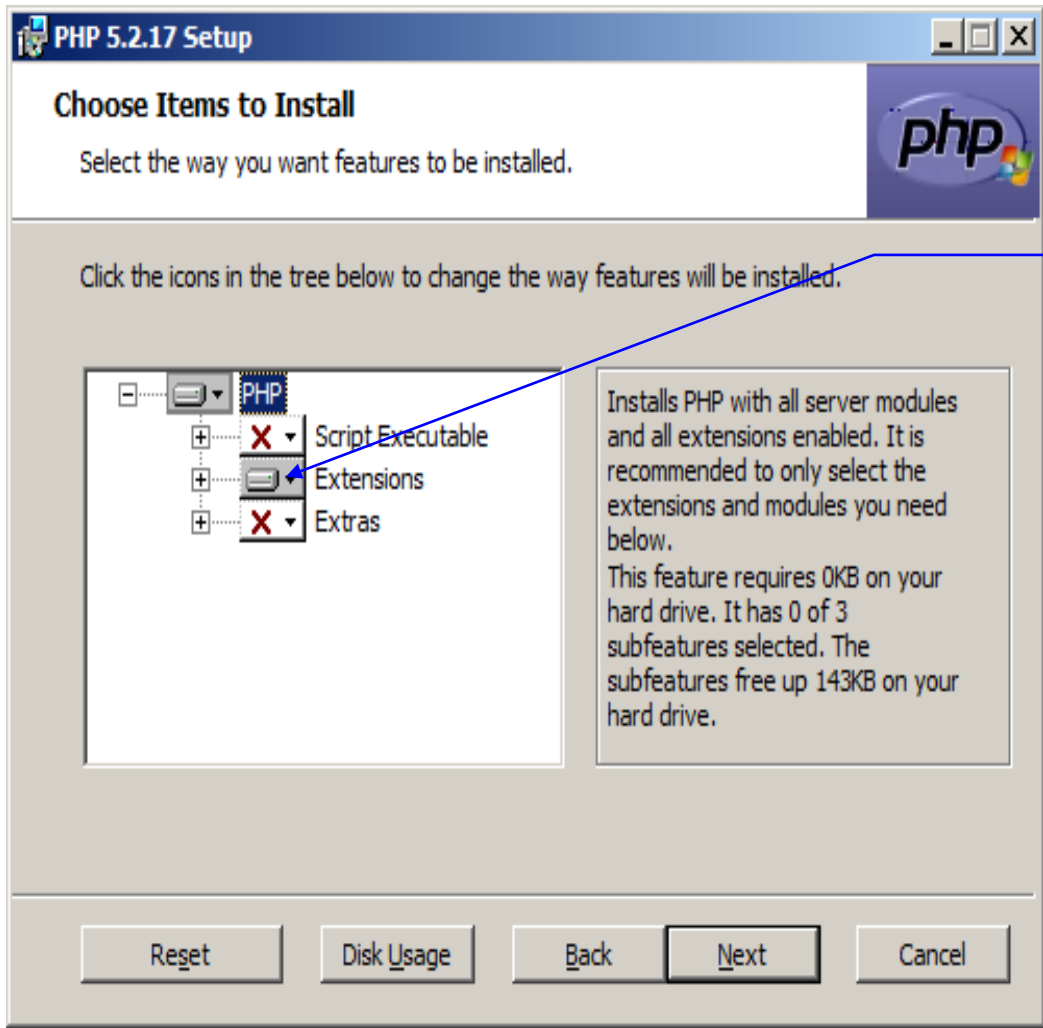 PHP 5.2.17 Setup
Choose Items to Install
Select the way you want features to be installed.
php
Click the icons in the tree below to change the way features will be installed.
PHP
Script Executable
Extensions
Extras
Installs PHP with all server modules
and all extensions enabled. It is
recommended to only select the
extensions and modules you need
below.
This feature requires 0KB on your
hard drive. It has 0 of 3
subfeatures selected. The
subfeatures free up 143KB on your
hard drive.
Reset
Disk Usage
Back
Next
Cancel